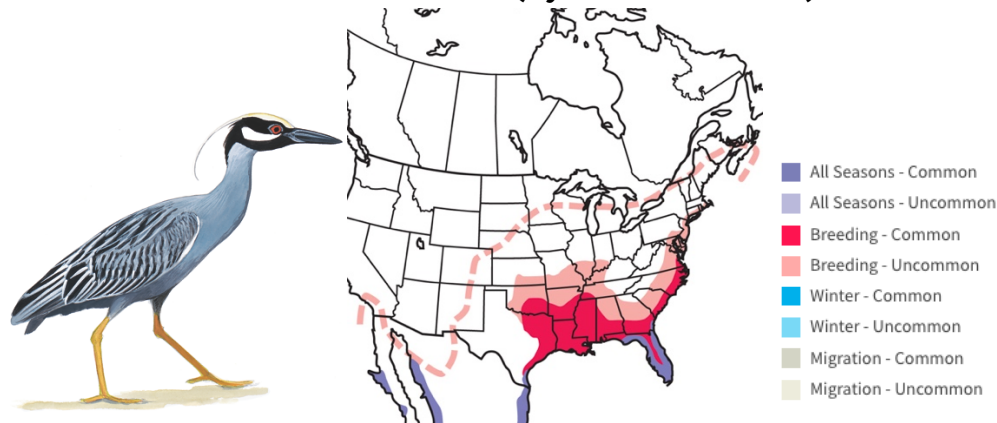 All Seasons - Common
All Seasons - Uncommon
Breeding - Common
Breeding - Uncommon
Winter - Common
Winter - Uncommon
Migration - Common
Migration - Uncommon